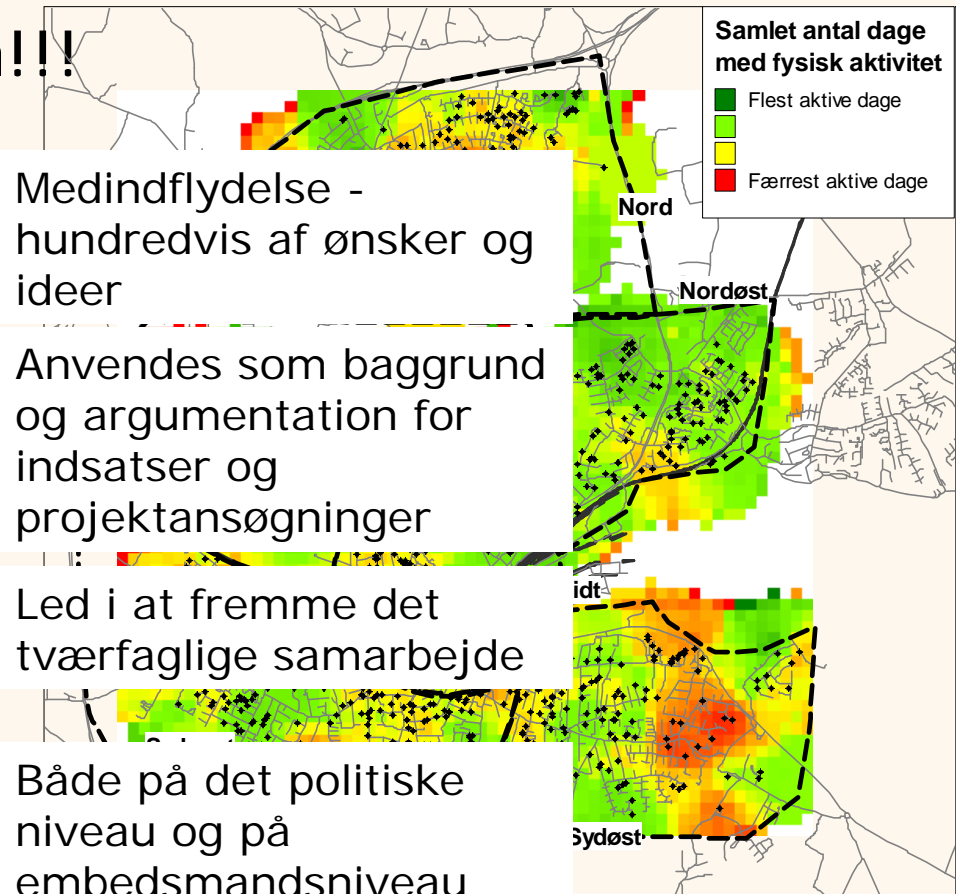 !!!
Samlet antal dage
med fysisk aktivitet
Flest aktive dage
Færrest aktive dage
Medindflydelse -
hundredvis af ønsker og
ideer
Nord
Nordøst
Anvendes som baggrund
og argumentation for
indsatser og
projektansøgninger
idt
Led i at fremme det
tværfaglige samarbejde
Både på det politiske
niveau og på
embedsmandsniveau
Sydøst